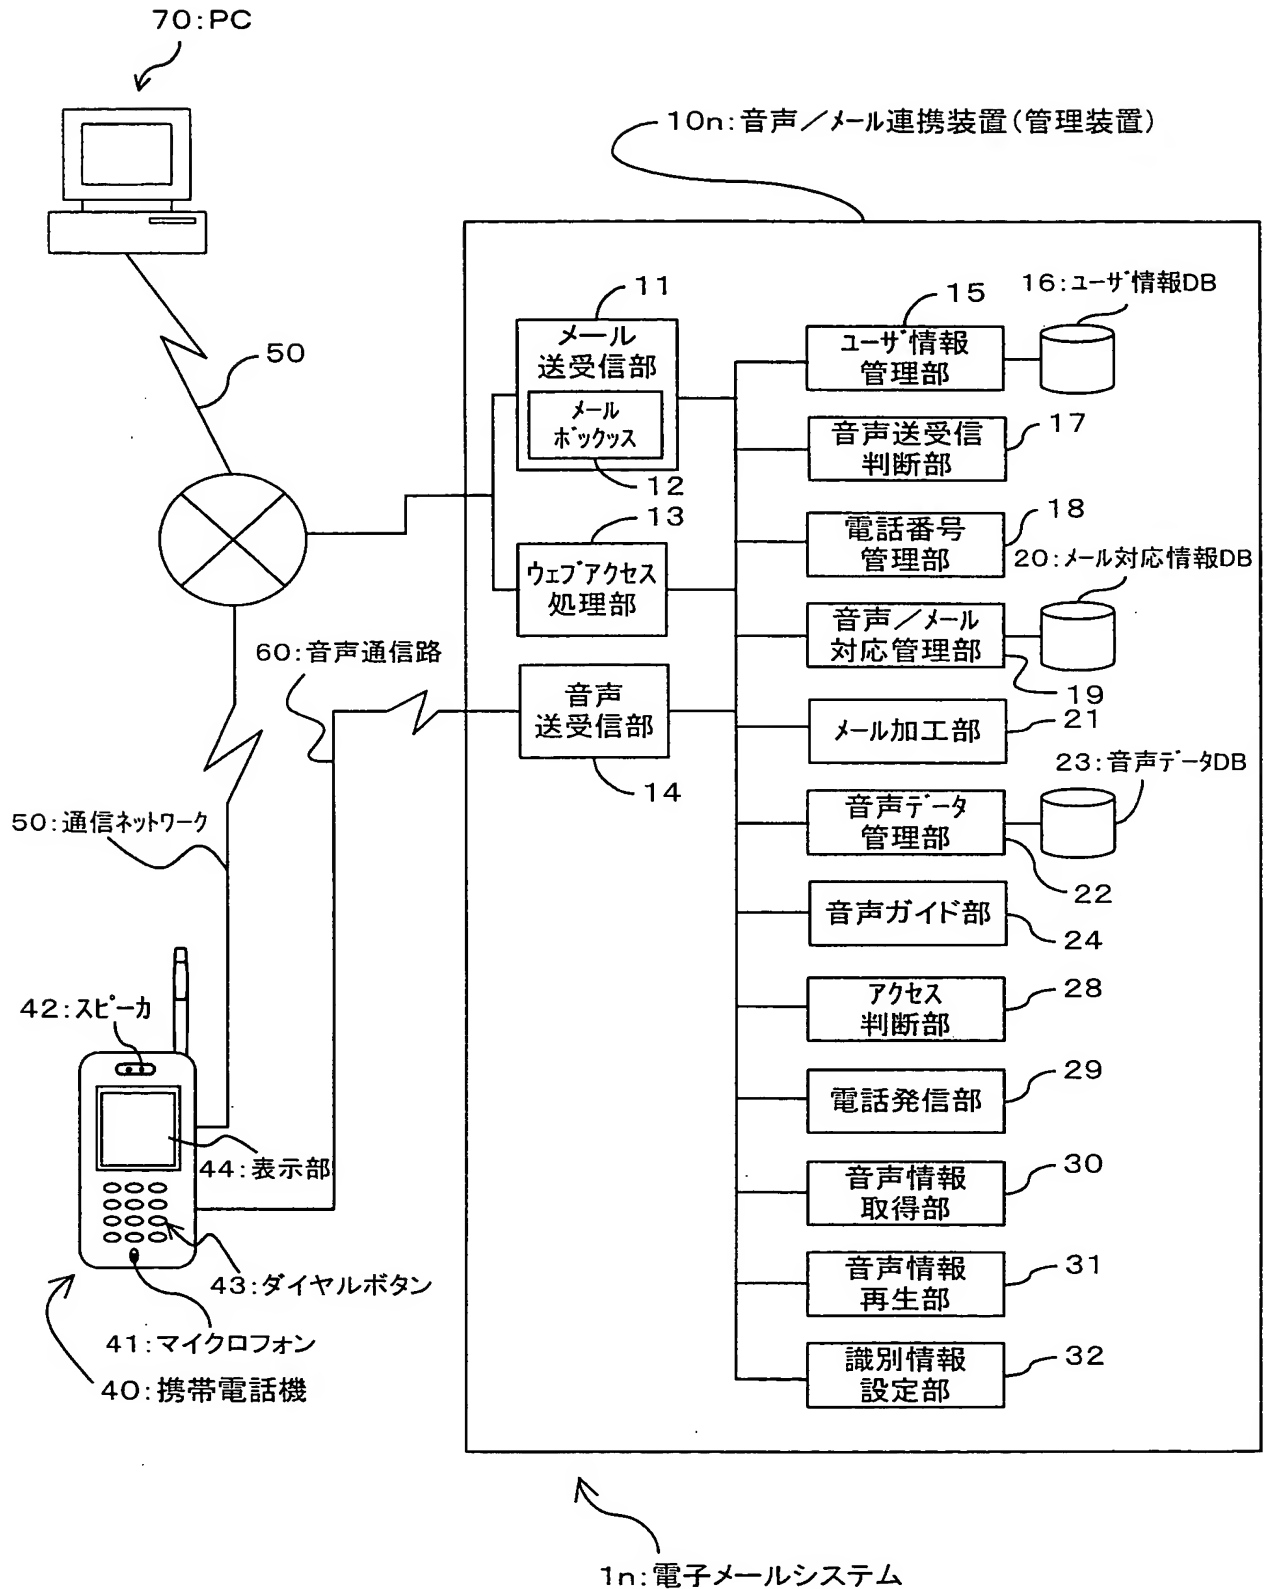 70:PC
10n:音声／メール連携装置(管理装置)
11
メール
送受信部
メール
ボックッス
12
13
ウェブアクセス
処理部
音声
送受信部
14
15
ユーザ情報
管理部
16:ユーザ情報DB
音声送受信
判断部
17
電話番号
管理部
18
20:メール対応情報DB
音声／メール
対応管理部
19
メール加工部
21
23:音声データDB
音声データ
管理部
22
音声ガイド部
24
アクセス
判断部
28
電話発信部
29
音声情報
取得部
30
音声情報
再生部
31
識別情報
設定部
32
50
60:音声通信路
50:通信ネットワーク
42:スピーカ
44:表示部
43:ダイヤルボタン
41:マイクロフォン
40:携帯電話機
1n:電子メールシステム